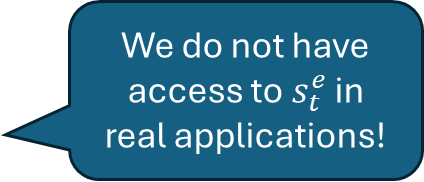 We do not have
access to $s_t^e$ in
real applications!